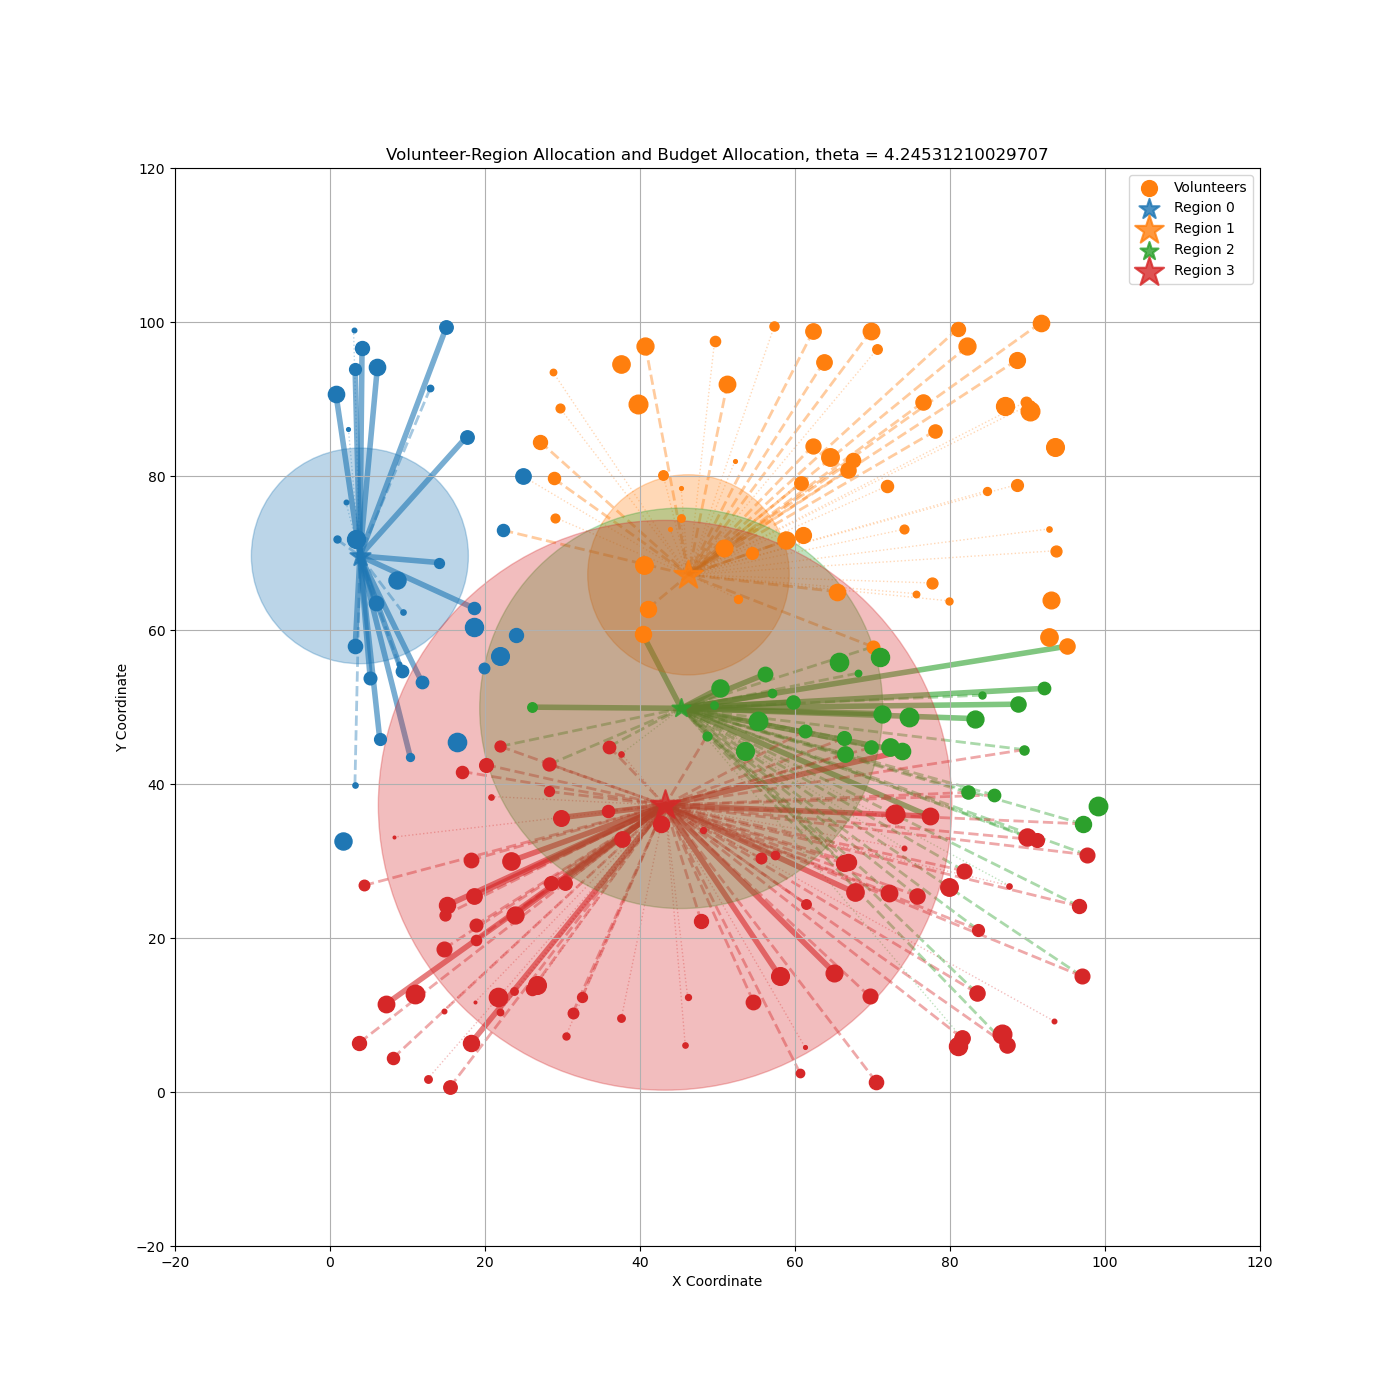 Volunteer-Region Allocation and Budget Allocation, theta = 4.24531210029707
Volunteers
Region 0
Region 1
Region 2
Region 3
120
100
80
60
40
20
0
−20
Y Coordinate
−20 0 20 40 60 80 100 120
X Coordinate